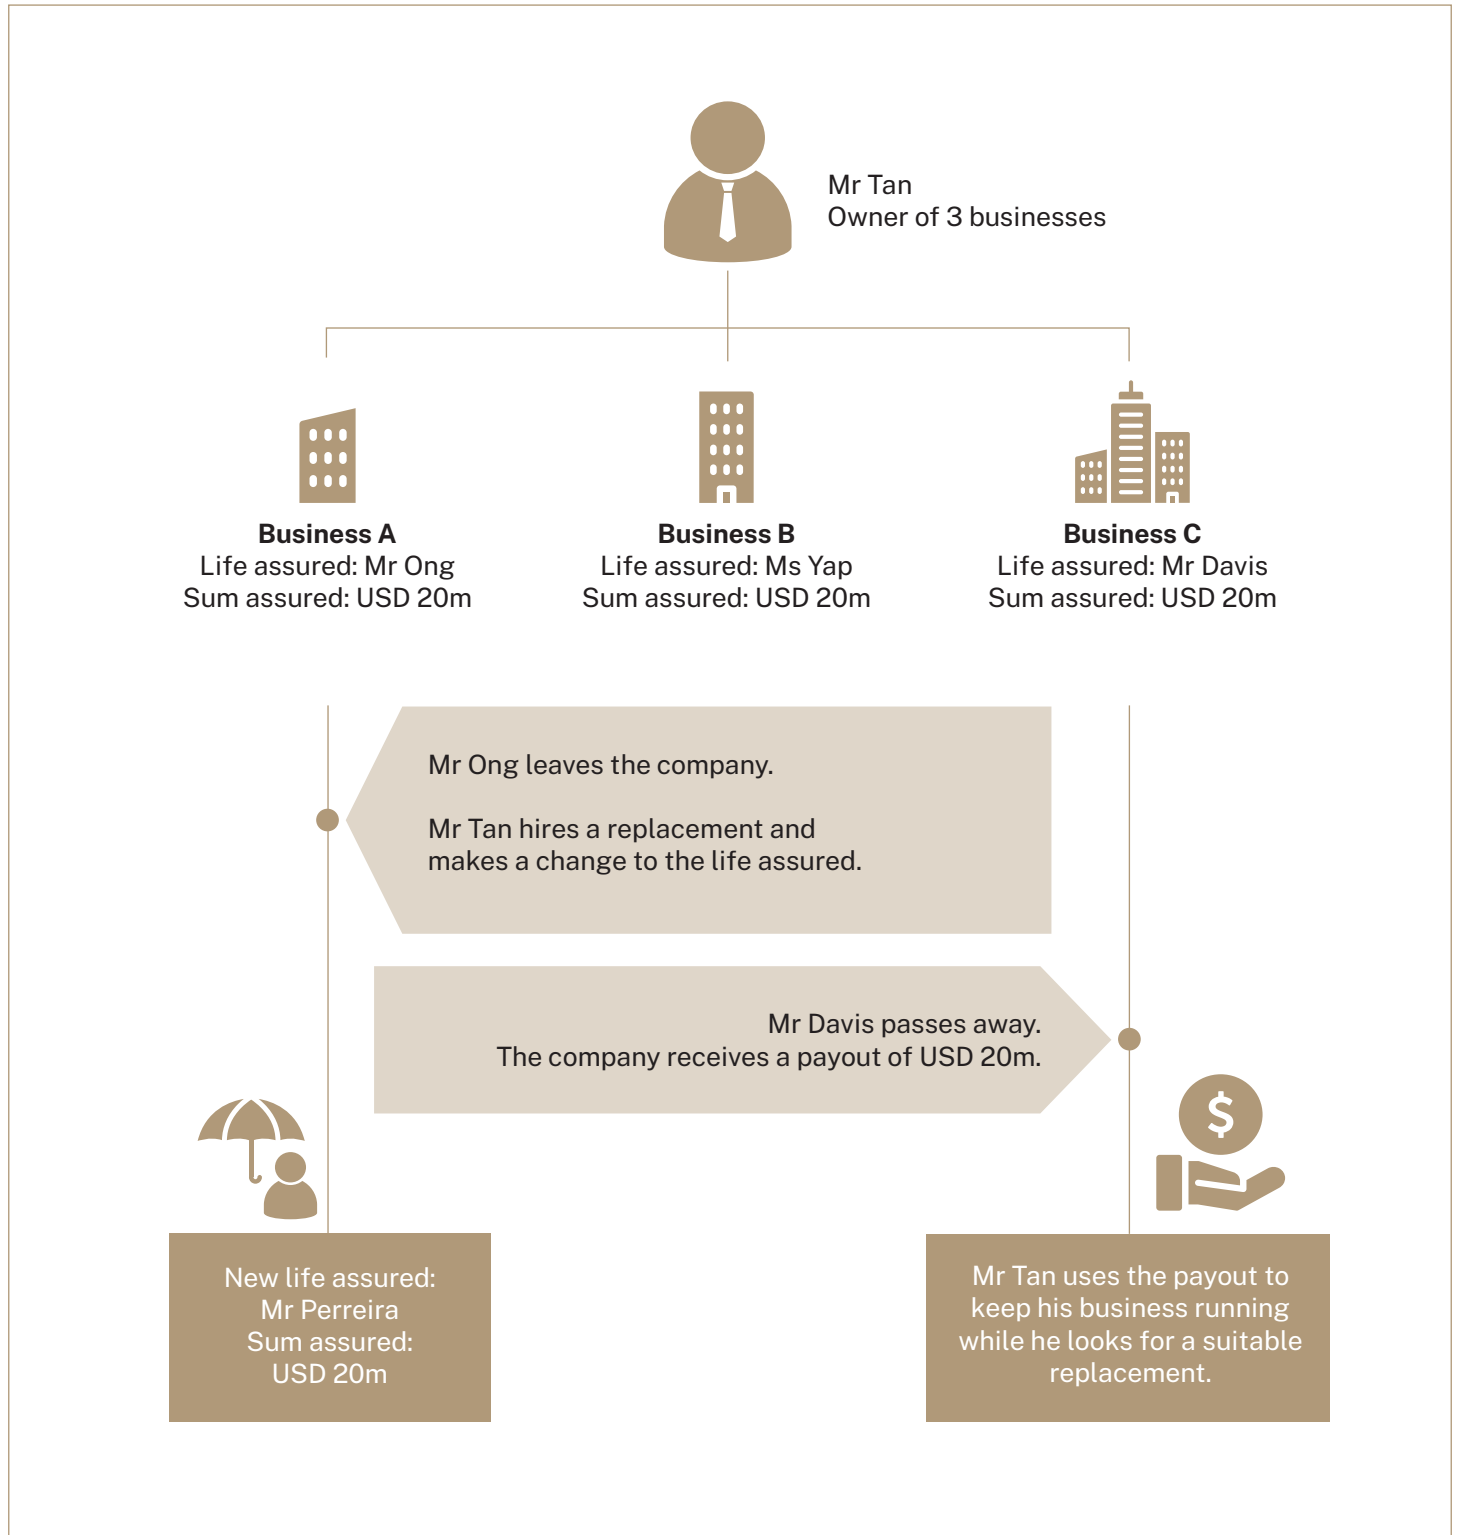 Mr Tan
Owner of 3 businesses
Business A
Life assured: Mr Ong
Sum assured: USD 20m
Business B
Life assured: Ms Yap
Sum assured: USD 20m
Business C
Life assured: Mr Davis
Sum assured: USD 20m
Mr Ong leaves the company.
Mr Tan hires a replacement and
makes a change to the life assured.
Mr Davis passes away.
The company receives a payout of USD 20m.
$
New life assured:
Mr Perreira
Sum assured:
USD 20m
Mr Tan uses the payout to
keep his business running
while he looks for a suitable
replacement.